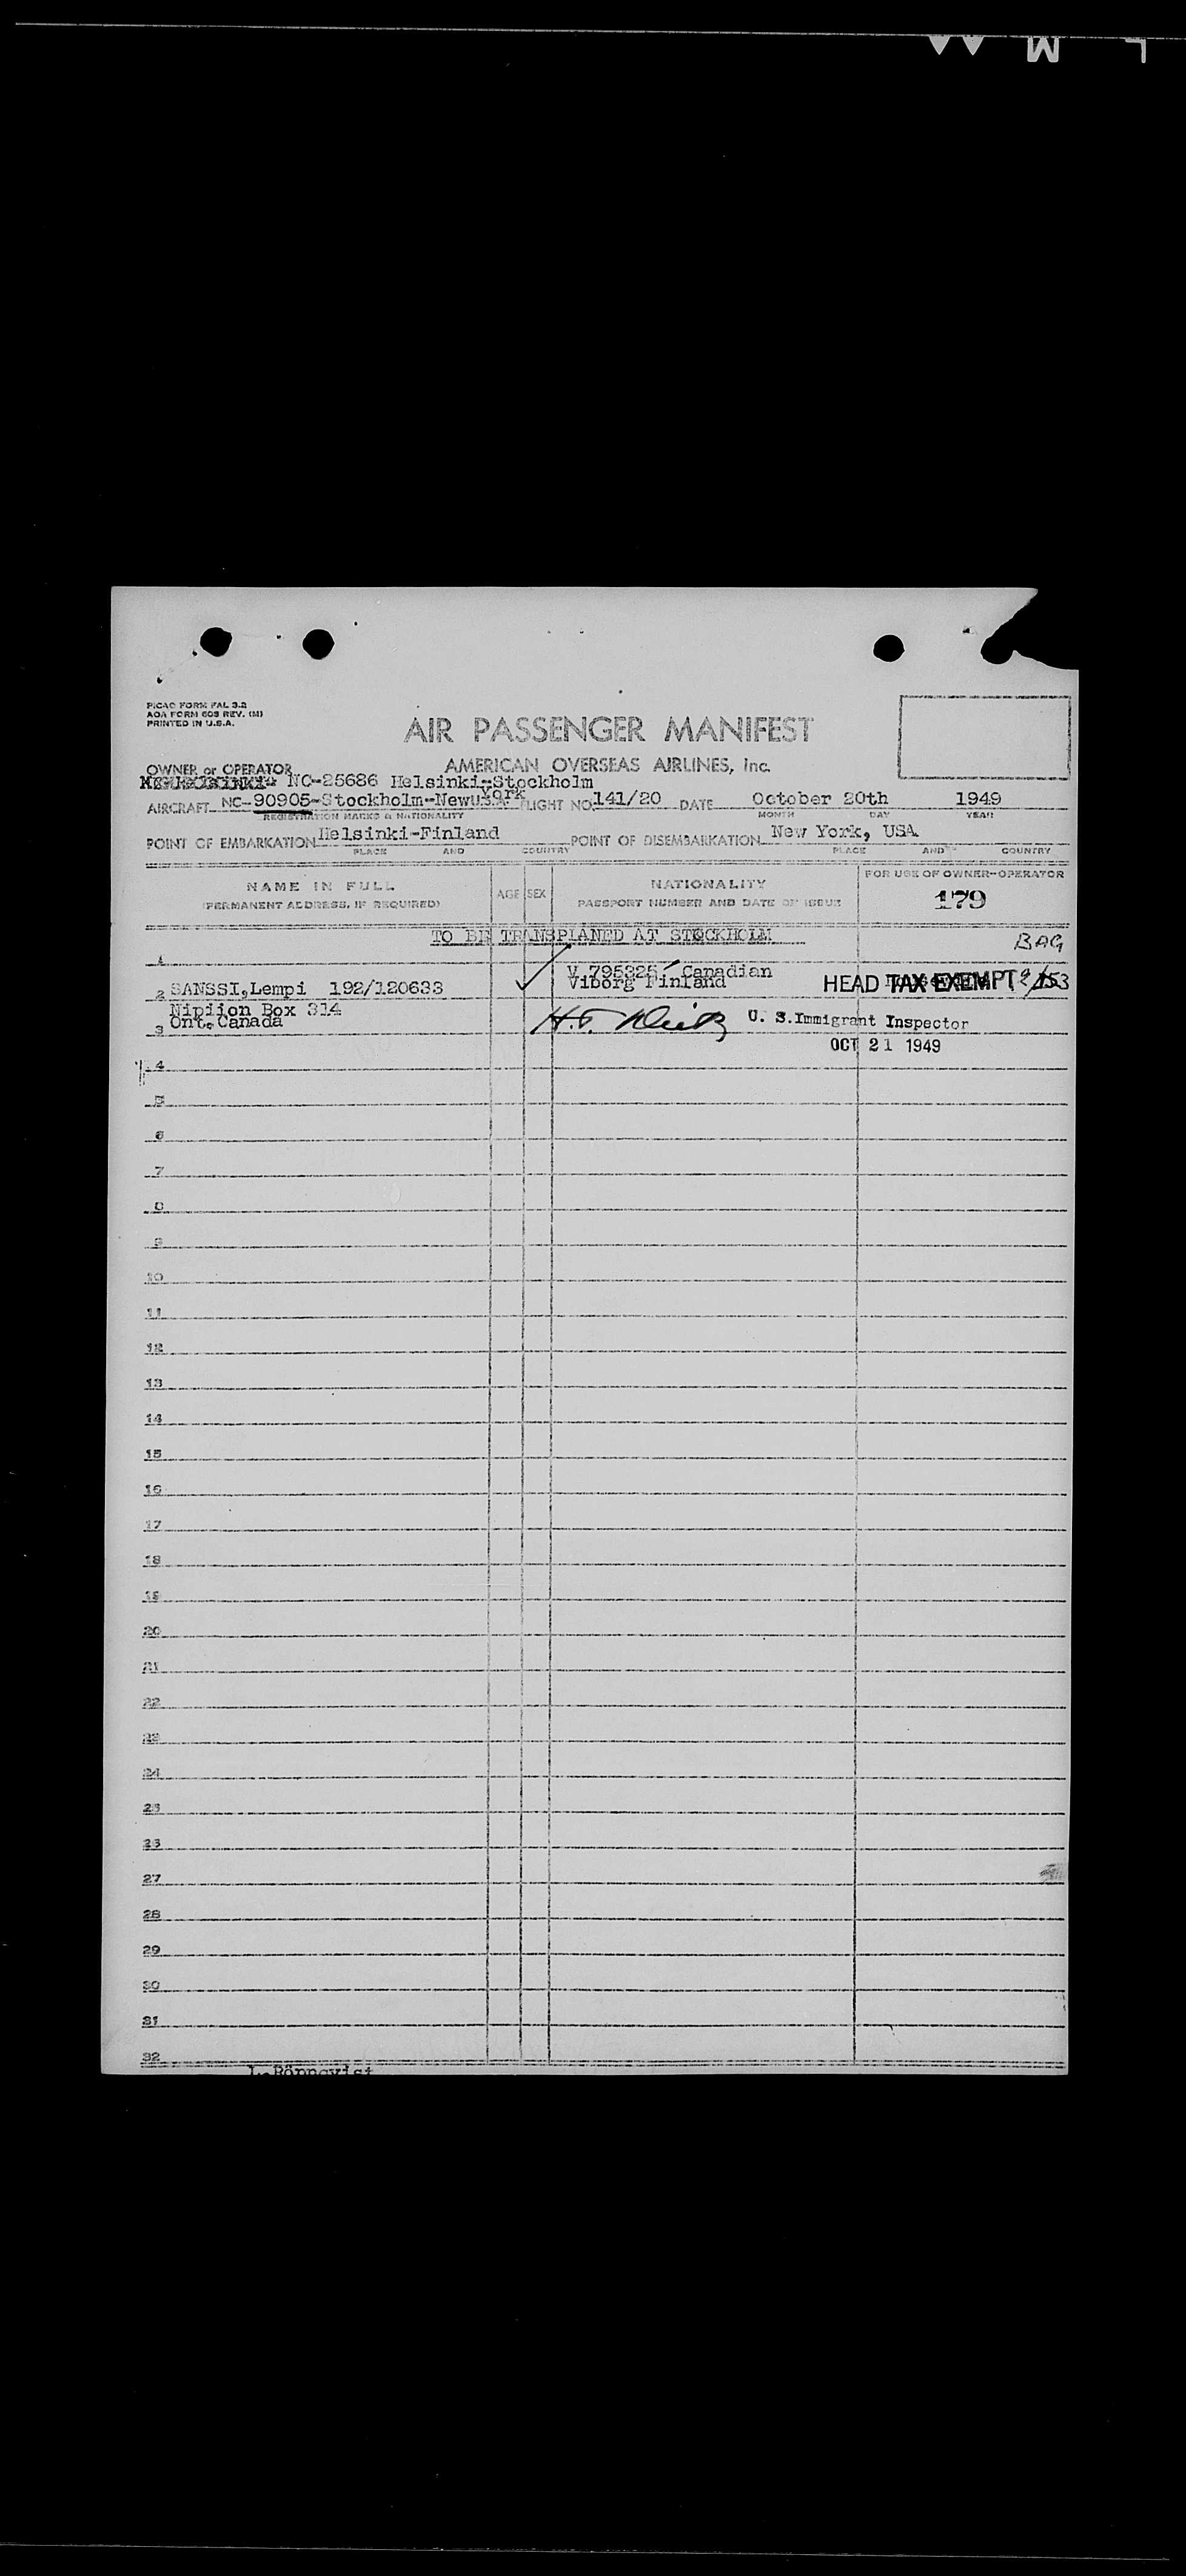 L M
PICAO FORM FAL 3.2
AOA FORM 603 REV. (M)
PRINTED IN U.S.A.
AIR PASSENGER MANIFEST
OWNER or OPERATOR AMERICAN OVERSEAS AIRLINES, Inc.
NC-25686 Helsinki-Stockholm
AIRCRAFT NC-90905-Stockholm-New York U.S.A. FLIGHT NO. 141/20 DATE October 20th 1949
REGISTRATION MARKS & NATIONALITY MONTH DAY YEAR
POINT OF EMBARKATION Helsinki-Finland POINT OF DISEMBARKATION New York, USA
PLACE AND COUNTRY PLACE AND COUNTRY
NAME IN FULL
(PERMANENT ADDRESS, IF REQUIRED)
AGE SEX
NATIONALITY
PASSPORT NUMBER AND DATE OF ISSUE
FOR USE OF OWNER-OPERATOR
179
TO BE TRANSPLANED AT STOCKHOLM
BAG
1
V 795325 Canadian
2 SANSSI,Lempi 192/120633 Viborg Finland HEAD TAX EXEMPT
Nipijon Box 314
3 Ont. Canada U. S. Immigrant Inspector
OCT 21 1949
4
5
6
7
8
9
10
11
12
13
14
15
16
17
18
19
20
21
22
23
24
25
26
27
28
29
30
31
32
L.Rönnqvist